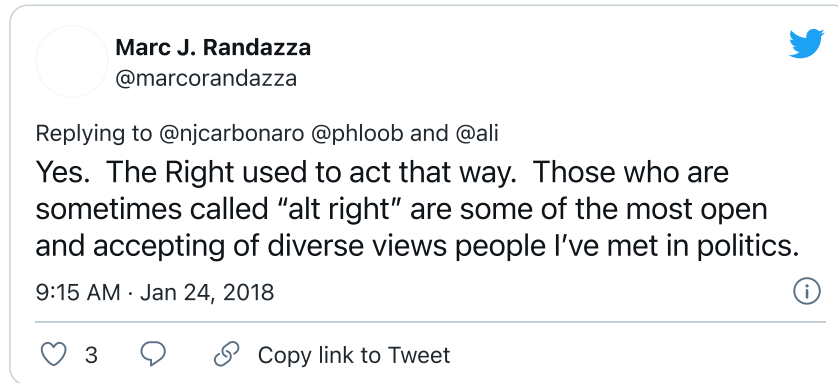 Marc J. Randazza
@marcorandazza
Replying to @njcarbonaro @phloob and @ali
Yes.  The Right used to act that way.  Those who are
sometimes called “alt right” are some of the most open
and accepting of diverse views people I’ve met in politics.
9:15 AM · Jan 24, 2018
3 Copy link to Tweet